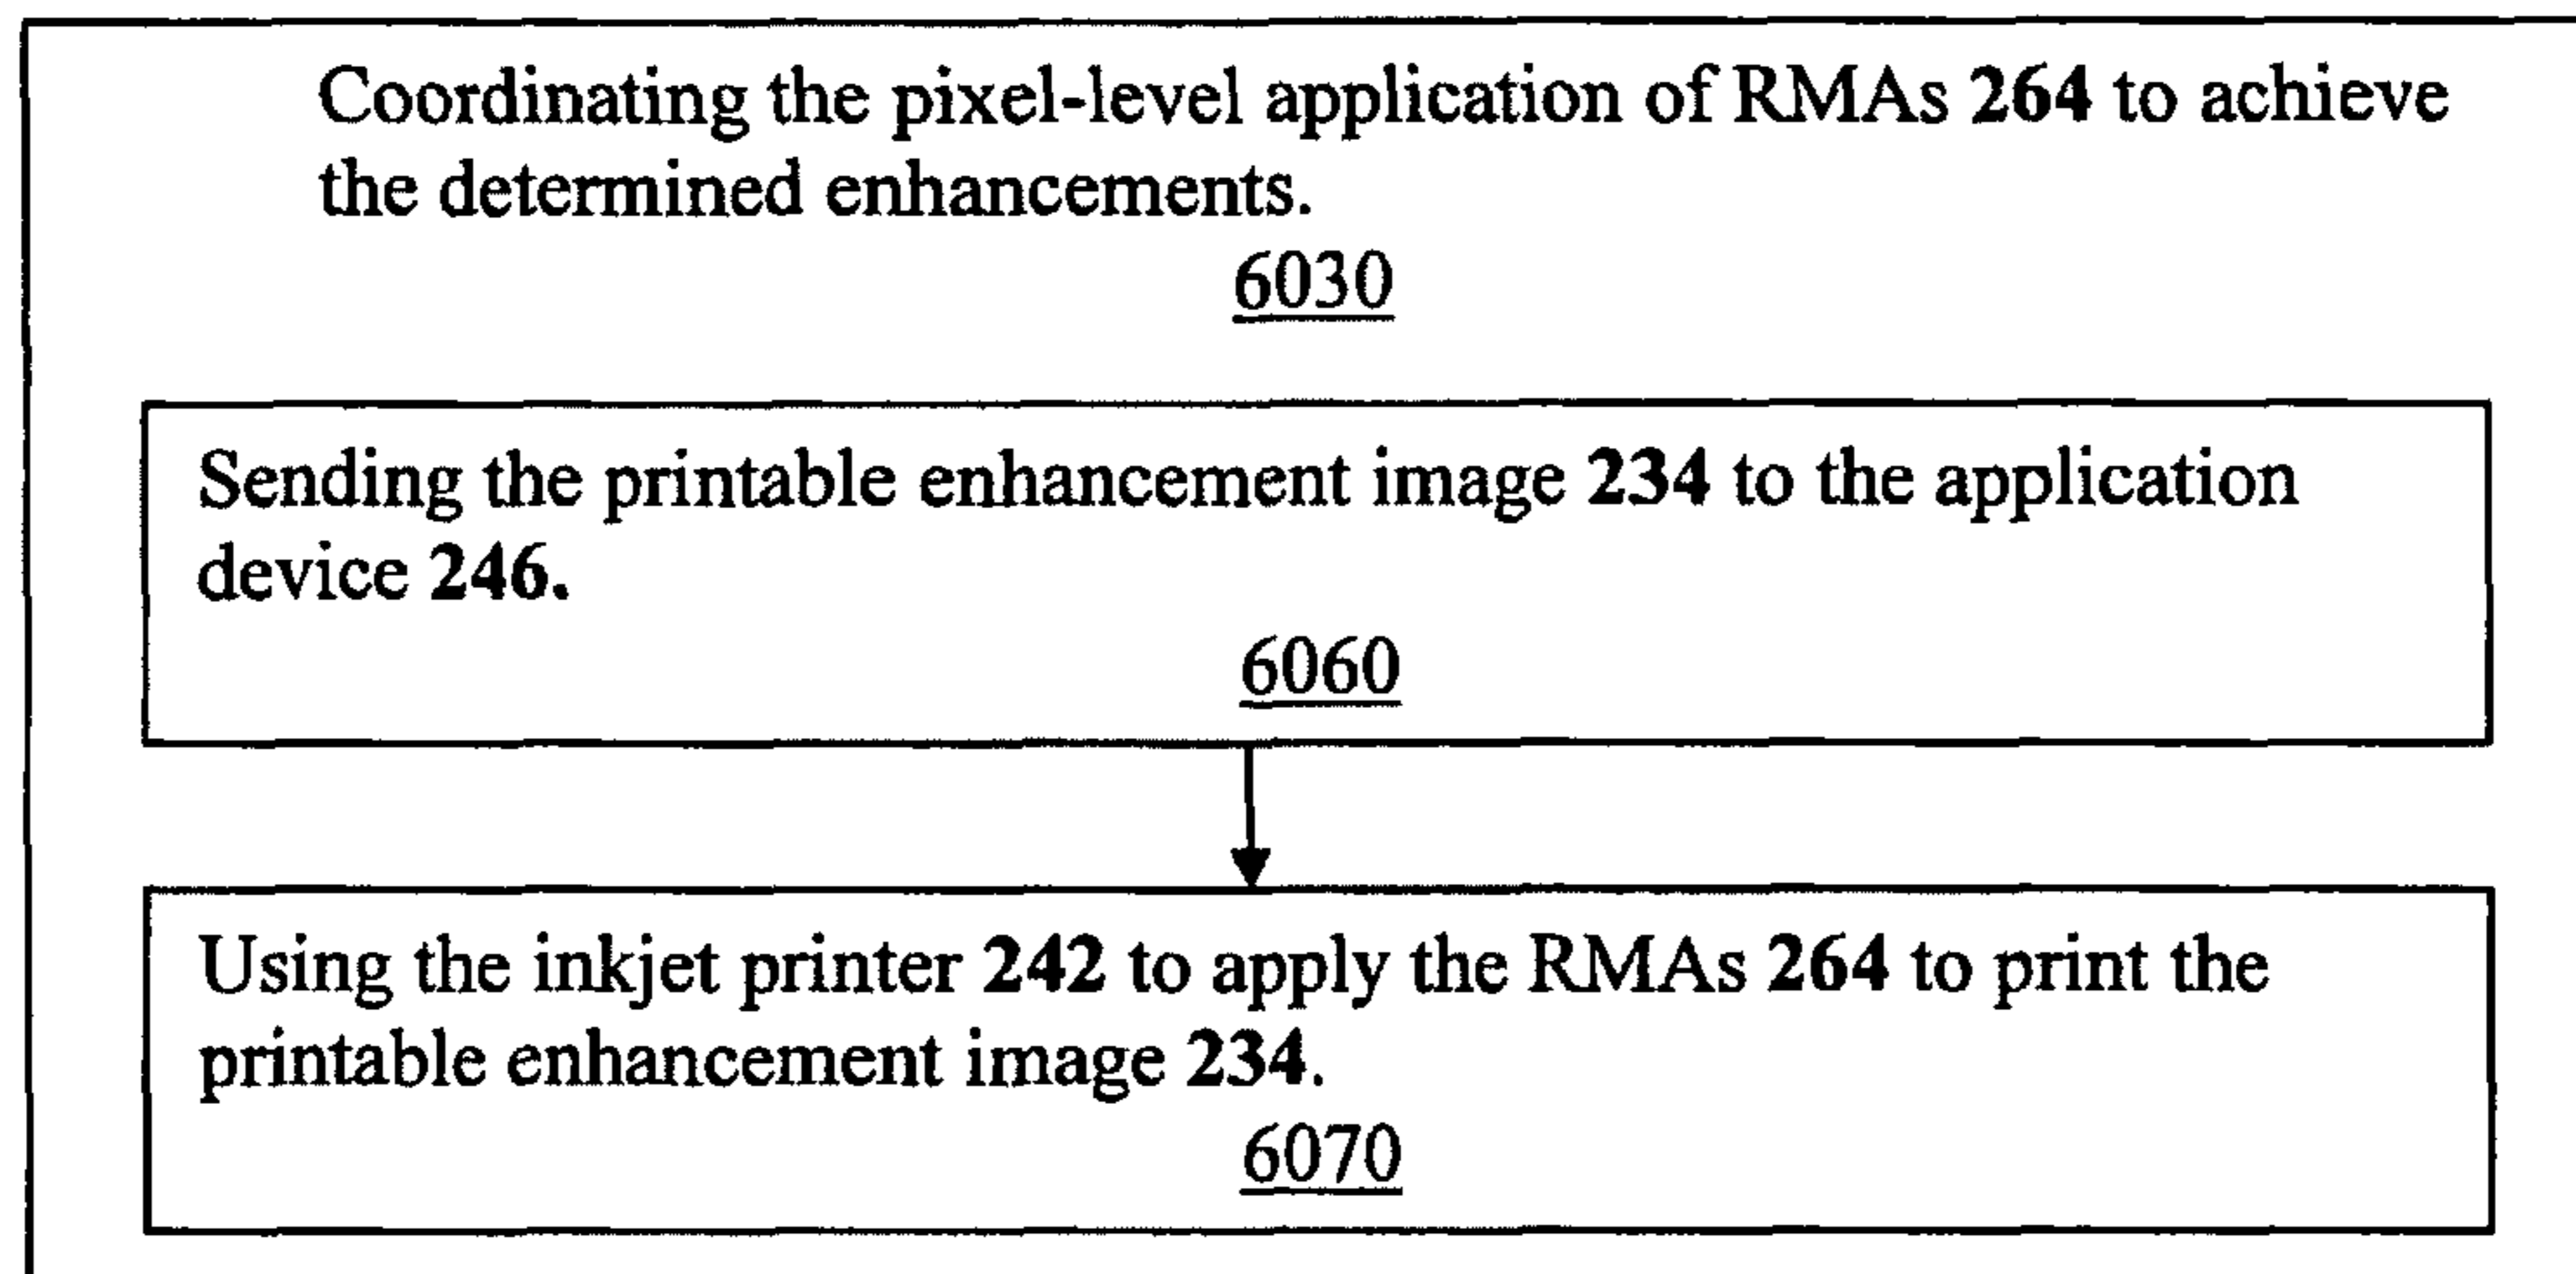 Coordinating the pixel-level application of RMAs 264 to achieve
the determined enhancements.
6030
Sending the printable enhancement image 234 to the application
device 246.
6060
Using the inkjet printer 242 to apply the RMAs 264 to print the
printable enhancement image 234.
6070